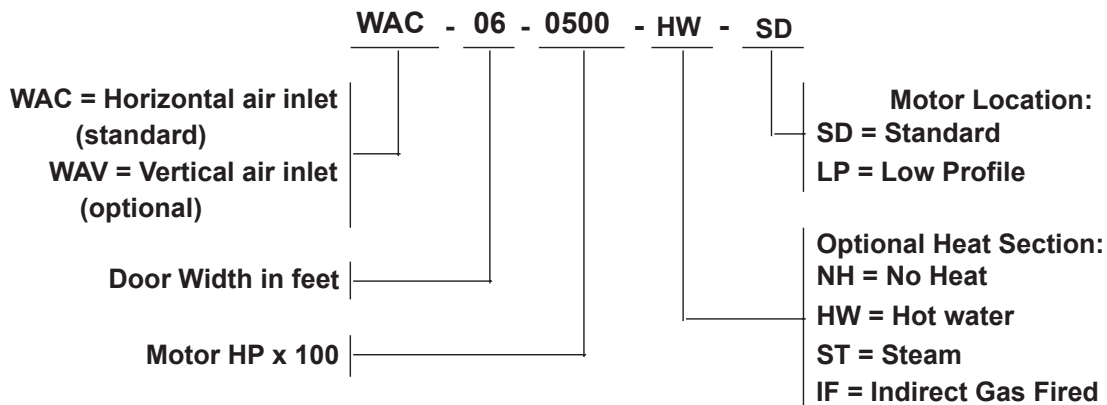 WAC - 06 - 0500 - HW - SD
WAC = Horizontal air inlet
(standard)
WAV = Vertical air inlet
(optional)
Door Width in feet
Motor HP x 100
Motor Location:
SD = Standard
LP = Low Profile
Optional Heat Section:
NH = No Heat
HW = Hot water
ST = Steam
IF = Indirect Gas Fired